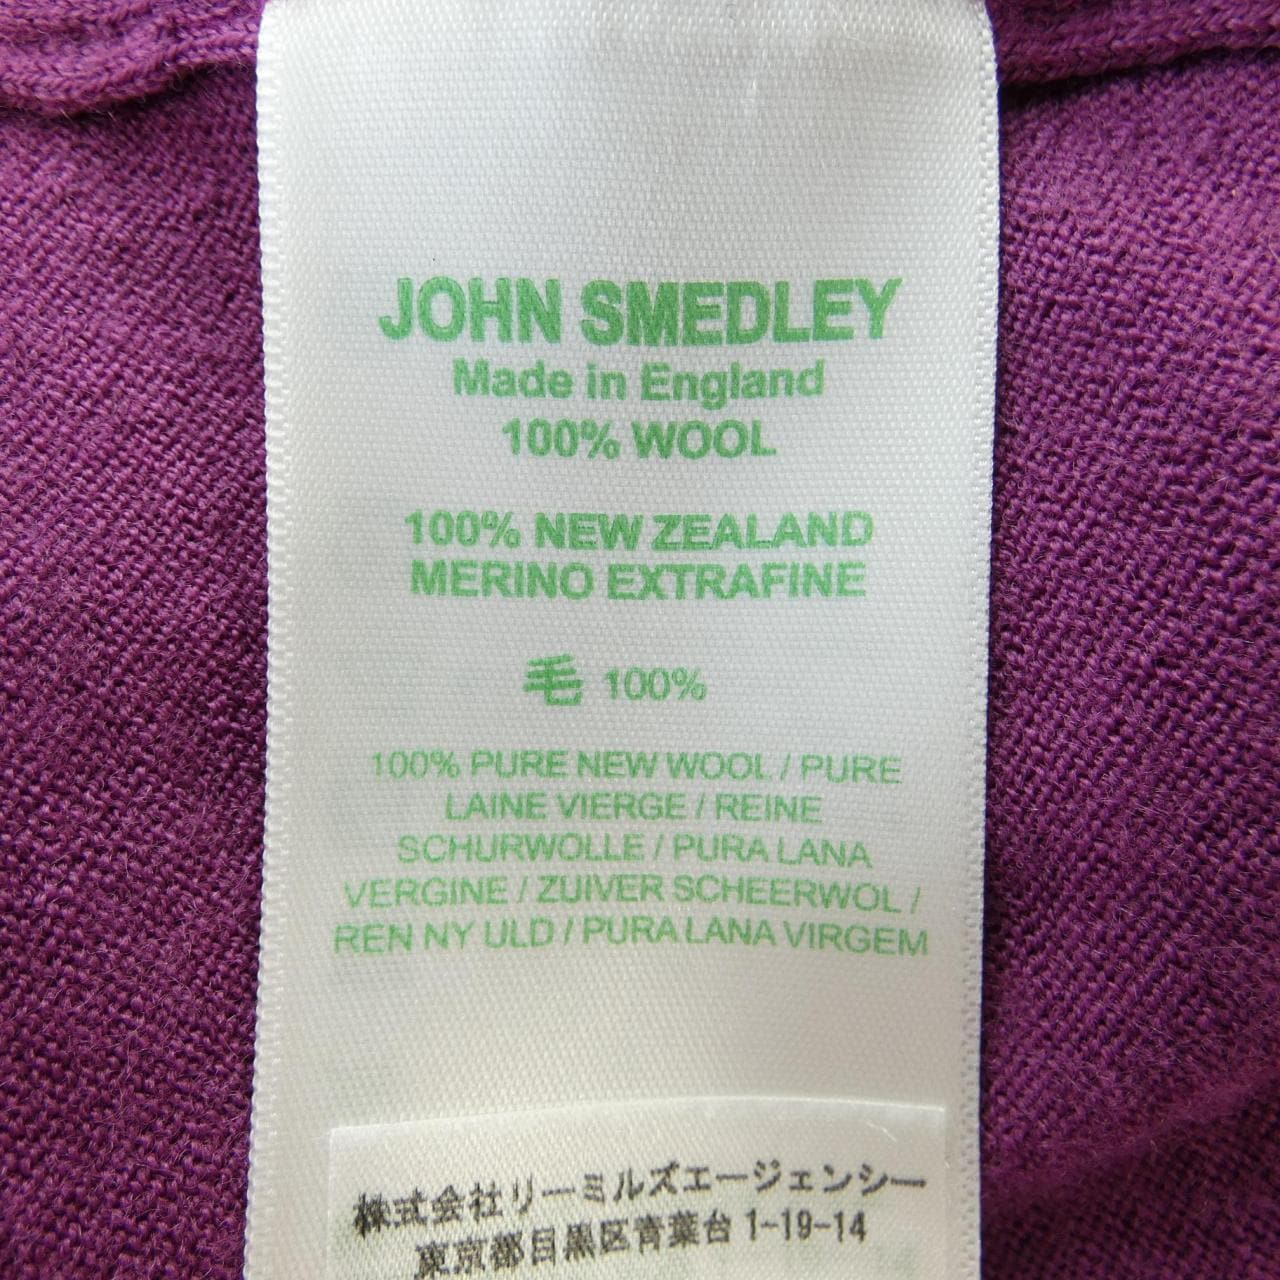 JOHN SMEDLEY
Made in England
100% WOOL
100% NEW ZEALAND
MERINO EXTRAFINE
毛 100%
100% PURE NEW WOOL / PURE
LAINE VIERGE / REINE
SCHURWOLLE / PURA LANA
VERGINE / ZUIVER SCHEERWOL /
REN NY ULD / PURA LANA VIRGEM
株式会社リーミルズエージェンシー
東京都目黒区青葉台 1-19-14